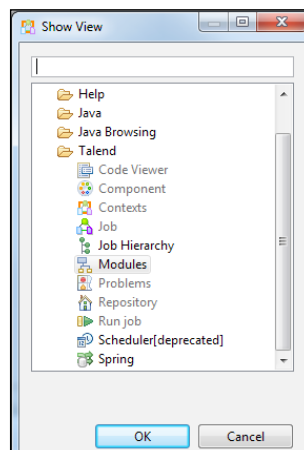 Show View
Help
Java
Java Browsing
Talend
Code Viewer
Component
Contexts
Job
Job Hierarchy
Modules
Problems
Repository
Run job
Scheduler[deprecated]
Spring
OK
Cancel